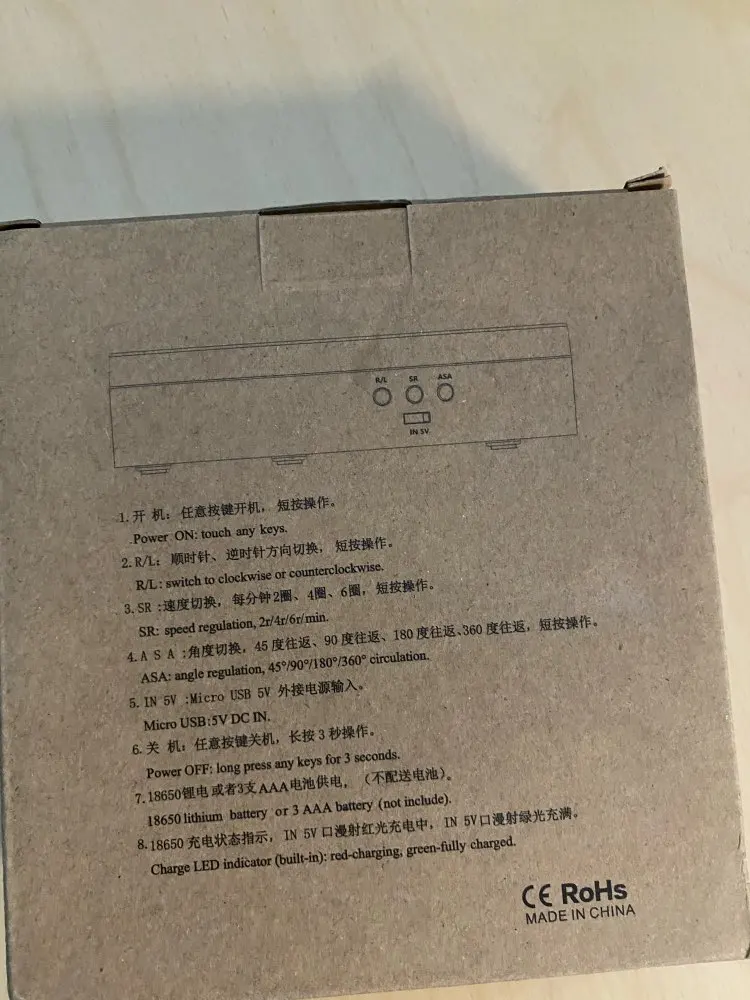 R/L SR ASA
IN 5V
1. 开 机：任意按键开机，短按操作。
Power ON: touch any keys.
2. R/L：顺时针、逆时针方向切换，短按操作。
R/L: switch to clockwise or counterclockwise.
3. SR :速度切换，每分钟2圈、4圈、6圈，短按操作。
SR: speed regulation, 2r/4r/6r/min.
4. A S A :角度切换，45度往返、90度往返、180度往返、360度往返，短按操作。
ASA: angle regulation, 45°/90°/180°/360° circulation.
5. IN 5V :Micro USB 5V 外接电源输入。
Micro USB:5V DC IN.
6. 关 机：任意按键关机，长按3秒操作。
Power OFF: long press any keys for 3 seconds.
7. 18650锂电或者3支AAA电池供电，（不配送电池）。
18650 lithium battery or 3 AAA battery (not include).
8. 18650 充电状态指示，IN 5V口漫射红光充电中，IN 5V口漫射绿光充满。
Charge LED indicator (built-in): red-charging, green-fully charged.
CE RoHs
MADE IN CHINA